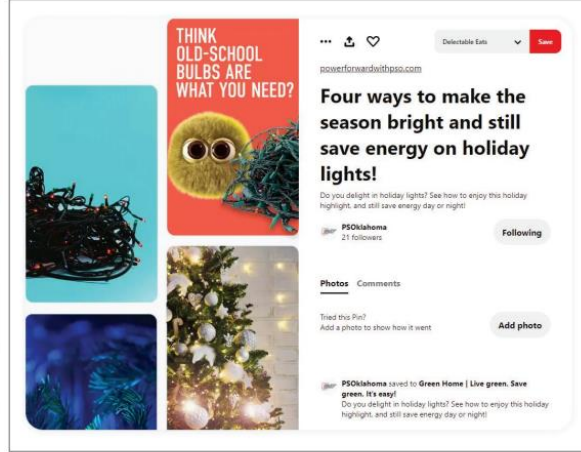 THINK
OLD-SCHOOL
BULBS ARE
WHAT YOU NEED?
Delectable Eats
Save
powerforwardwithpso.com
Four ways to make the
season bright and still
save energy on holiday
lights!
Do you delight in holiday lights? See how to enjoy this holiday
highlight, and still save energy day or night!
PSOklahoma
21 followers
Following
Photos Comments
Tried this Pin?
Add a photo to show how it went
Add photo
PSOklahoma saved to Green Home | Live green. Save
green. It's easy!
Do you delight in holiday lights? See how to enjoy this holiday
highlight, and still save energy day or night!